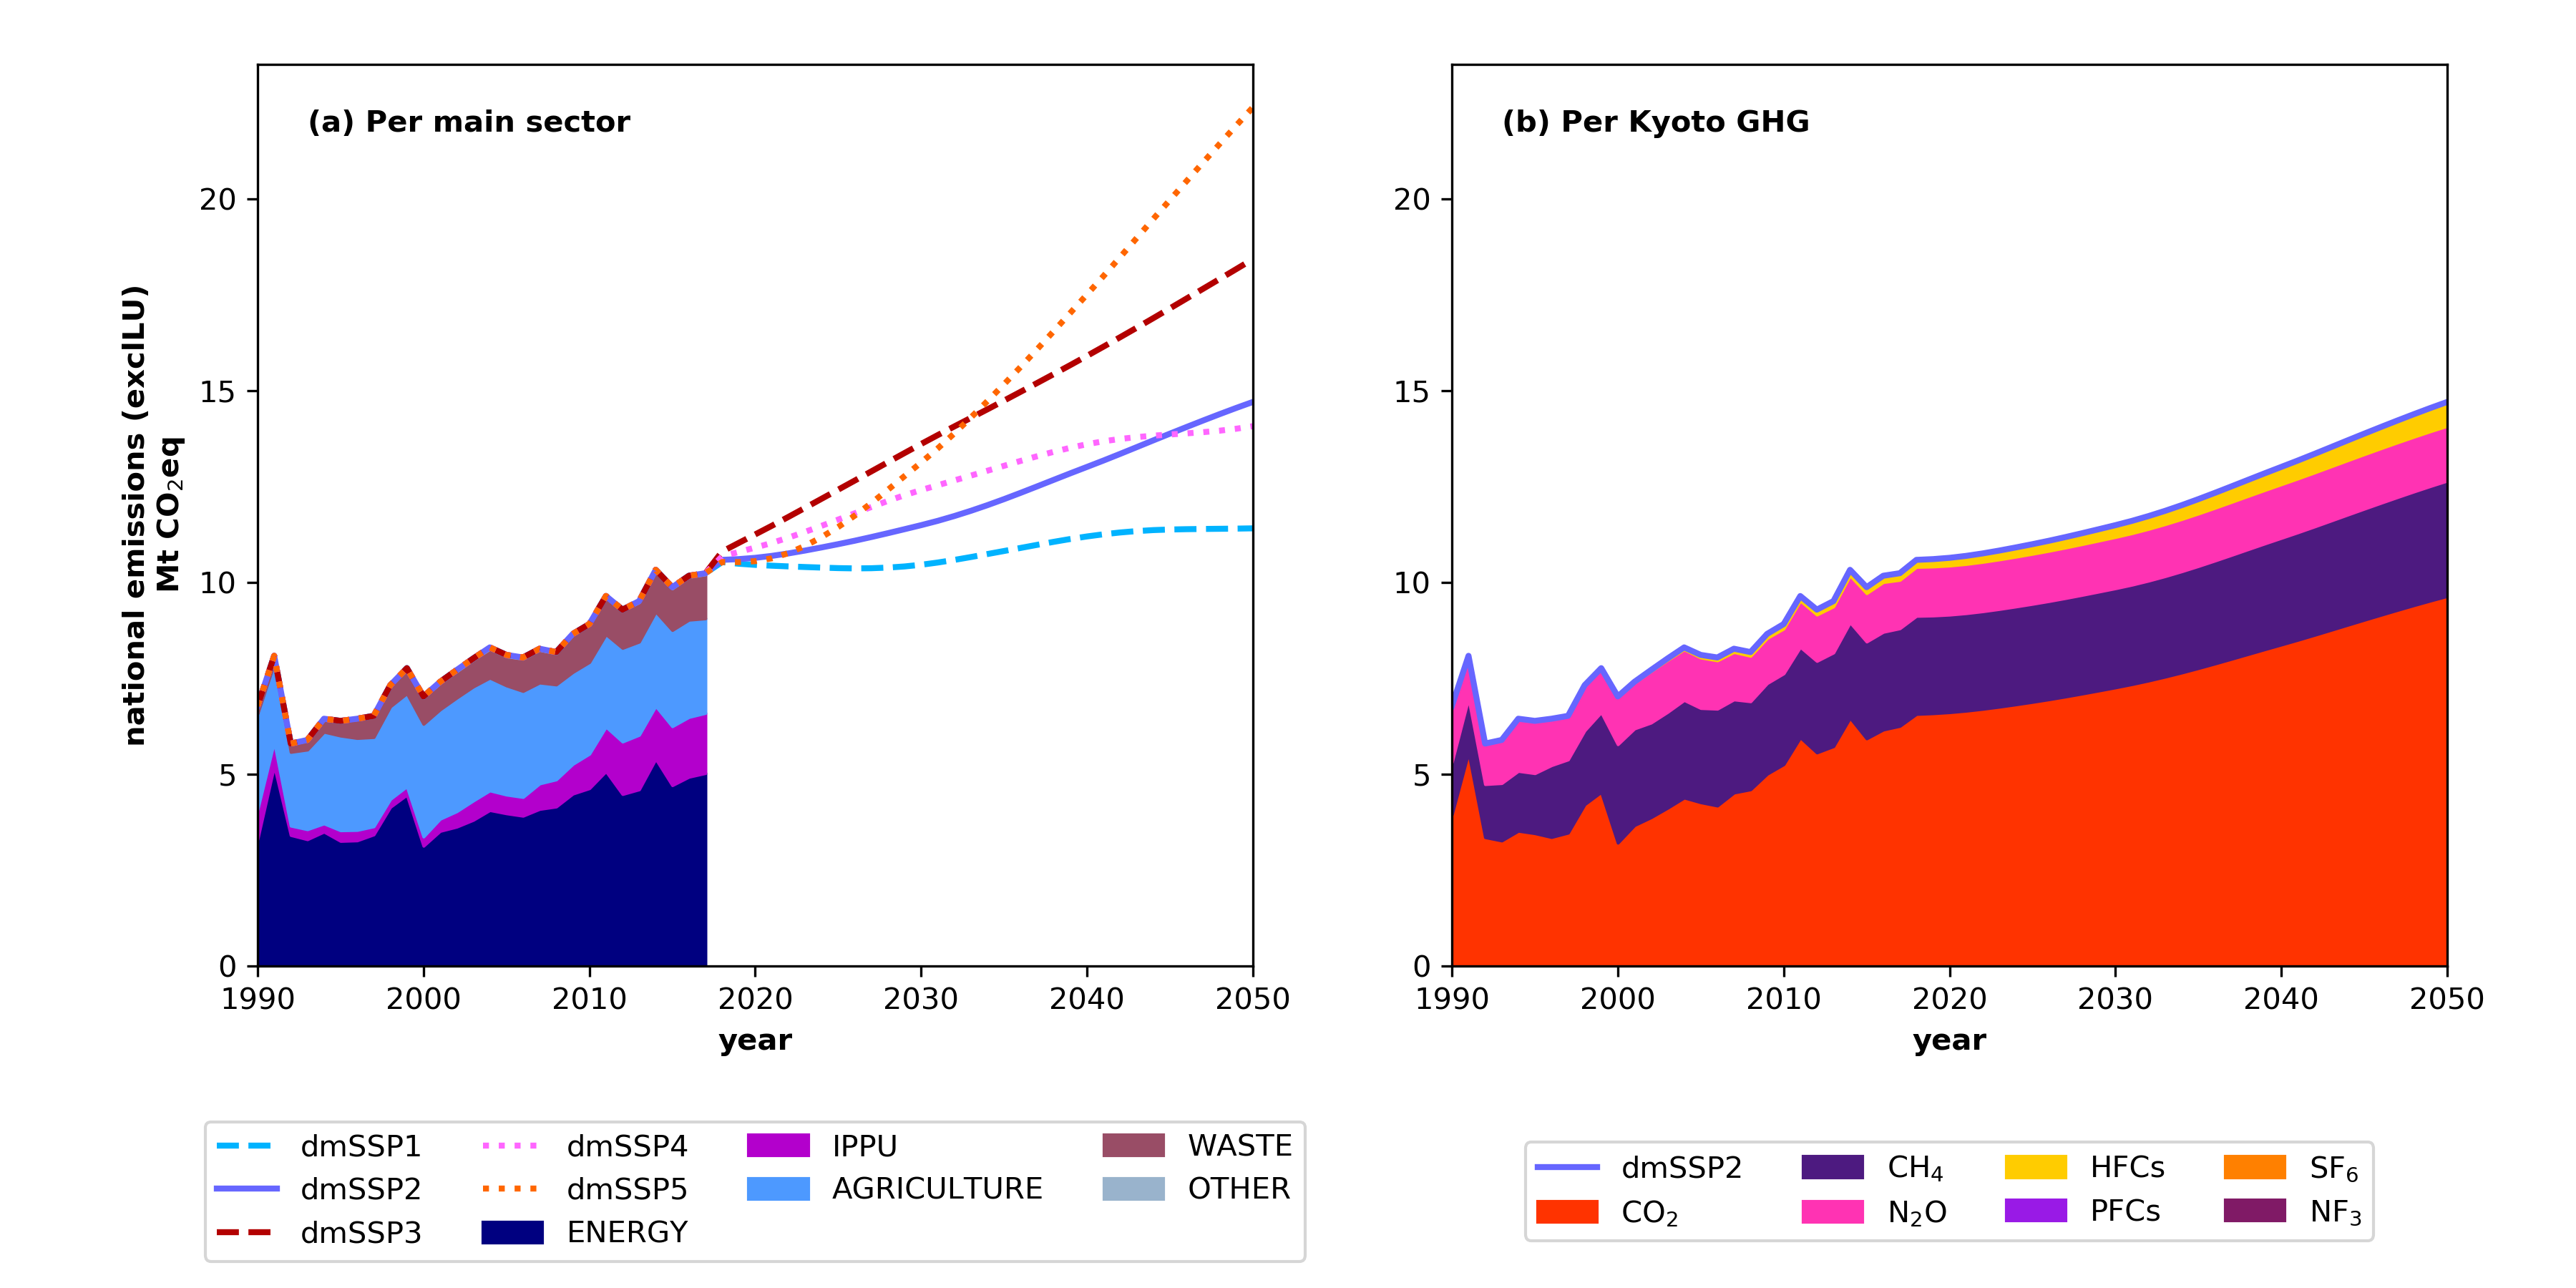 (a) Per main sector
national emissions (exclLU)
Mt CO₂eq
20
15
10
5
0
1990 2000 2010 2020 2030 2040 2050
year
dmSSP1 dmSSP4 IPPU WASTE
dmSSP2 dmSSP5 AGRICULTURE OTHER
dmSSP3 ENERGY
(b) Per Kyoto GHG
20
15
10
5
0
1990 2000 2010 2020 2030 2040 2050
year
dmSSP2 CH₄ HFCs SF₆
CO₂ N₂O PFCs NF₃